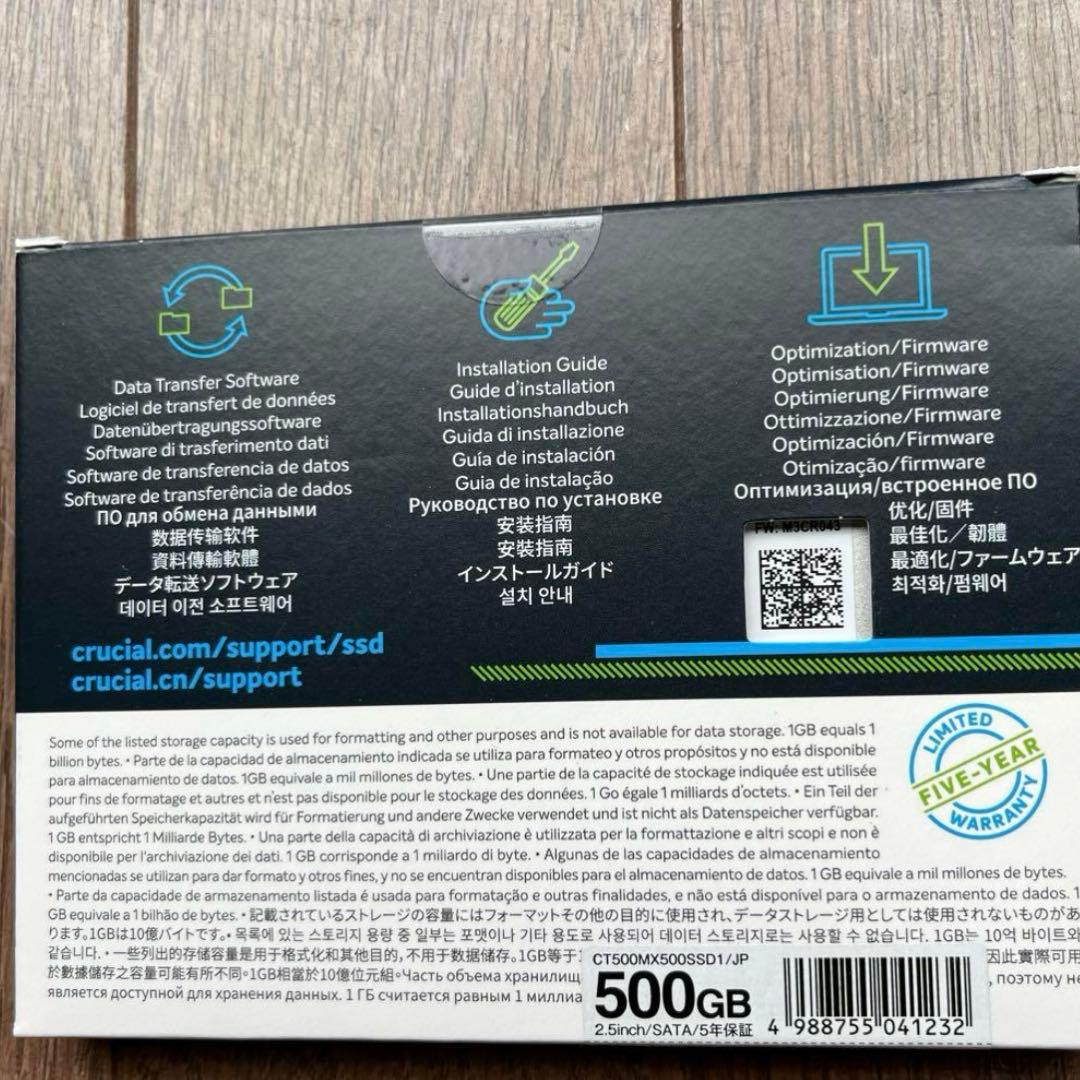 Data Transfer Software
Logiciel de transfert de données
Datenübertragungssoftware
Software di trasferimento dati
Software de transferencia de datos
Software de transferência de dados
ПО для обмена данными
数据传输软件
資料傳輸軟體
データ転送ソフトウェア
데이터 이전 소프트웨어
crucial.com/support/ssd
crucial.cn/support
Installation Guide
Guide d'installation
Installationshandbuch
Guida di installazione
Guía de instalación
Guia de instalação
Руководство по установке
安装指南
安裝指南
インストールガイド
설치 안내
Optimization/Firmware
Optimisation/Firmware
Optimierung/Firmware
Ottimizzazione/Firmware
Optimización/Firmware
Otimização/firmware
Оптимизация/встроенное ПО
优化/固件
最佳化／韌體
最適化/ファームウェア
최적화/펌웨어
FW: M3CR043
LIMITED
FIVE-YEAR
WARRANTY
Some of the listed storage capacity is used for formatting and other purposes and is not available for data storage. 1GB equals 1
billion bytes. • Parte de la capacidad de almacenamiento indicada se utiliza para formateo y otros propósitos y no está disponible
para almacenamiento de datos. 1GB equivale a mil millones de bytes. • Une partie de la capacité de stockage indiquée est utilisée
pour fins de formatage et autres et n'est pas disponible pour le stockage des données. 1 Go égale 1 milliards d'octets. • Ein Teil der
aufgeführten Speicherkapazität wird für Formatierung und andere Zwecke verwendet und ist nicht als Datenspeicher verfügbar.
1 GB entspricht 1 Milliarde Bytes. • Una parte della capacità di archiviazione è utilizzata per la formattazione e altri scopi e non è
disponibile per l'archiviazione dei dati. 1 GB corrisponde a 1 miliardo di byte. • Algunas de las capacidades de almacenamiento
mencionadas se utilizan para dar formato y otros fines, y no se encuentran disponibles para el almacenamiento de datos. 1 GB equivale a mil millones de bytes.
• Parte da capacidade de armazenamento listada é usada para formatação e outras finalidades, e não está disponível para o armazenamento de dados. 1
GB equivale a 1 bilhão de bytes. • 記載されているストレージの容量にはフォーマットその他の目的に使用され、データストレージ用としては使用されないものがあ
ります。1GBは10億バイトです。• 목록에 있는 스토리지 용량 중 일부는 포맷이나 기타 용도로 사용되어 데이터 스토리지로는 사용할 수 없습니다. 1GB는 10억 바이트와
같습니다. • 一些列出的存储容量是用于格式化和其他目的，不用于数据储存。1GB等于1 因此實際可用
於數據儲存之容量可能有所不同。1GB相當於10億位元組。Часть объема хранилищ , поэтому не
является доступной для хранения данных. 1 ГБ считается равным 1 миллиа
CT500MX500SSD1/JP
500GB
2.5inch/SATA/5年保証
4 988755 041232